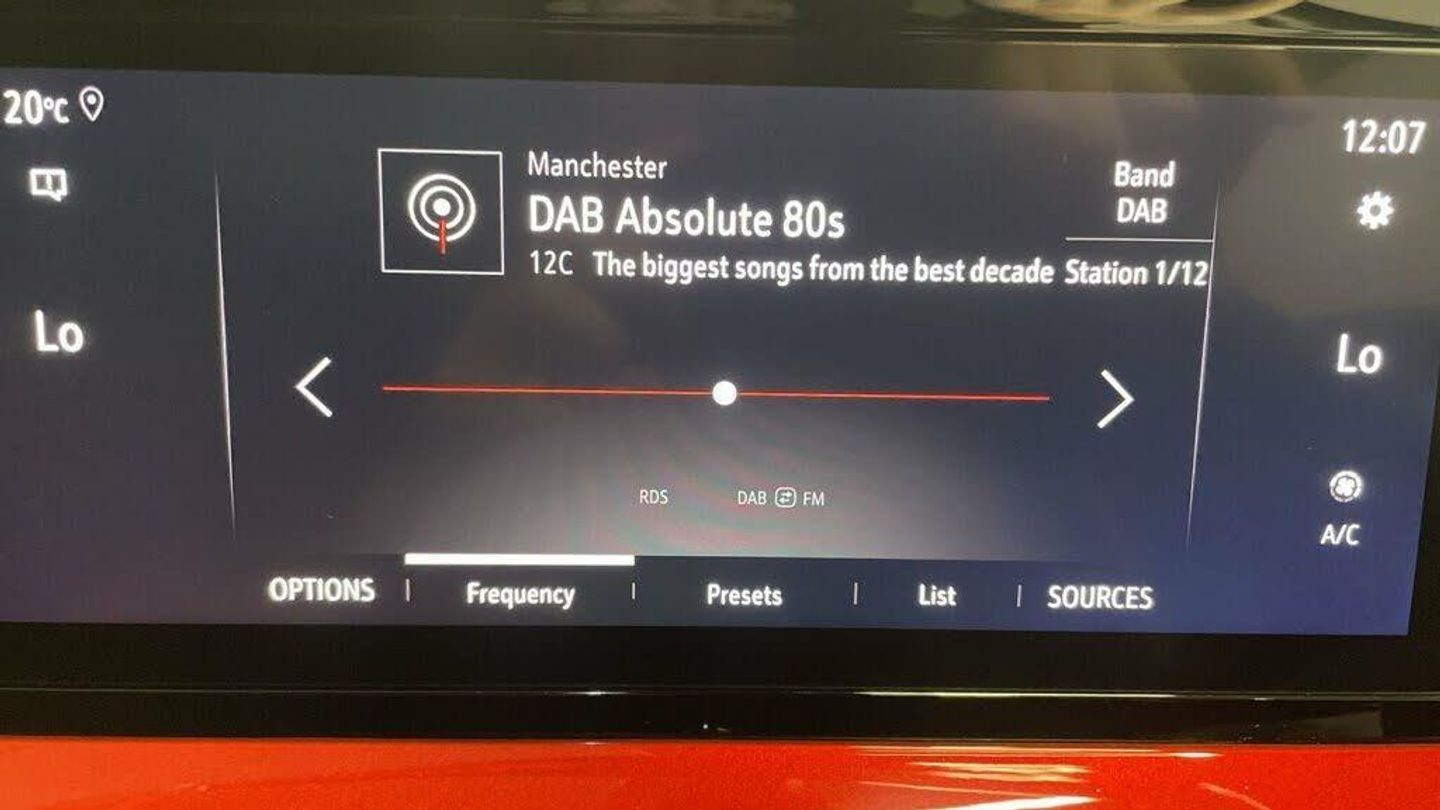 20°C
12:07
Manchester
Band
DAB
DAB Absolute 80s
12C The biggest songs from the best decade
Station 1/12
Lo
Lo
RDS
DAB FM
A/C
OPTIONS
Frequency
Presets
List
SOURCES